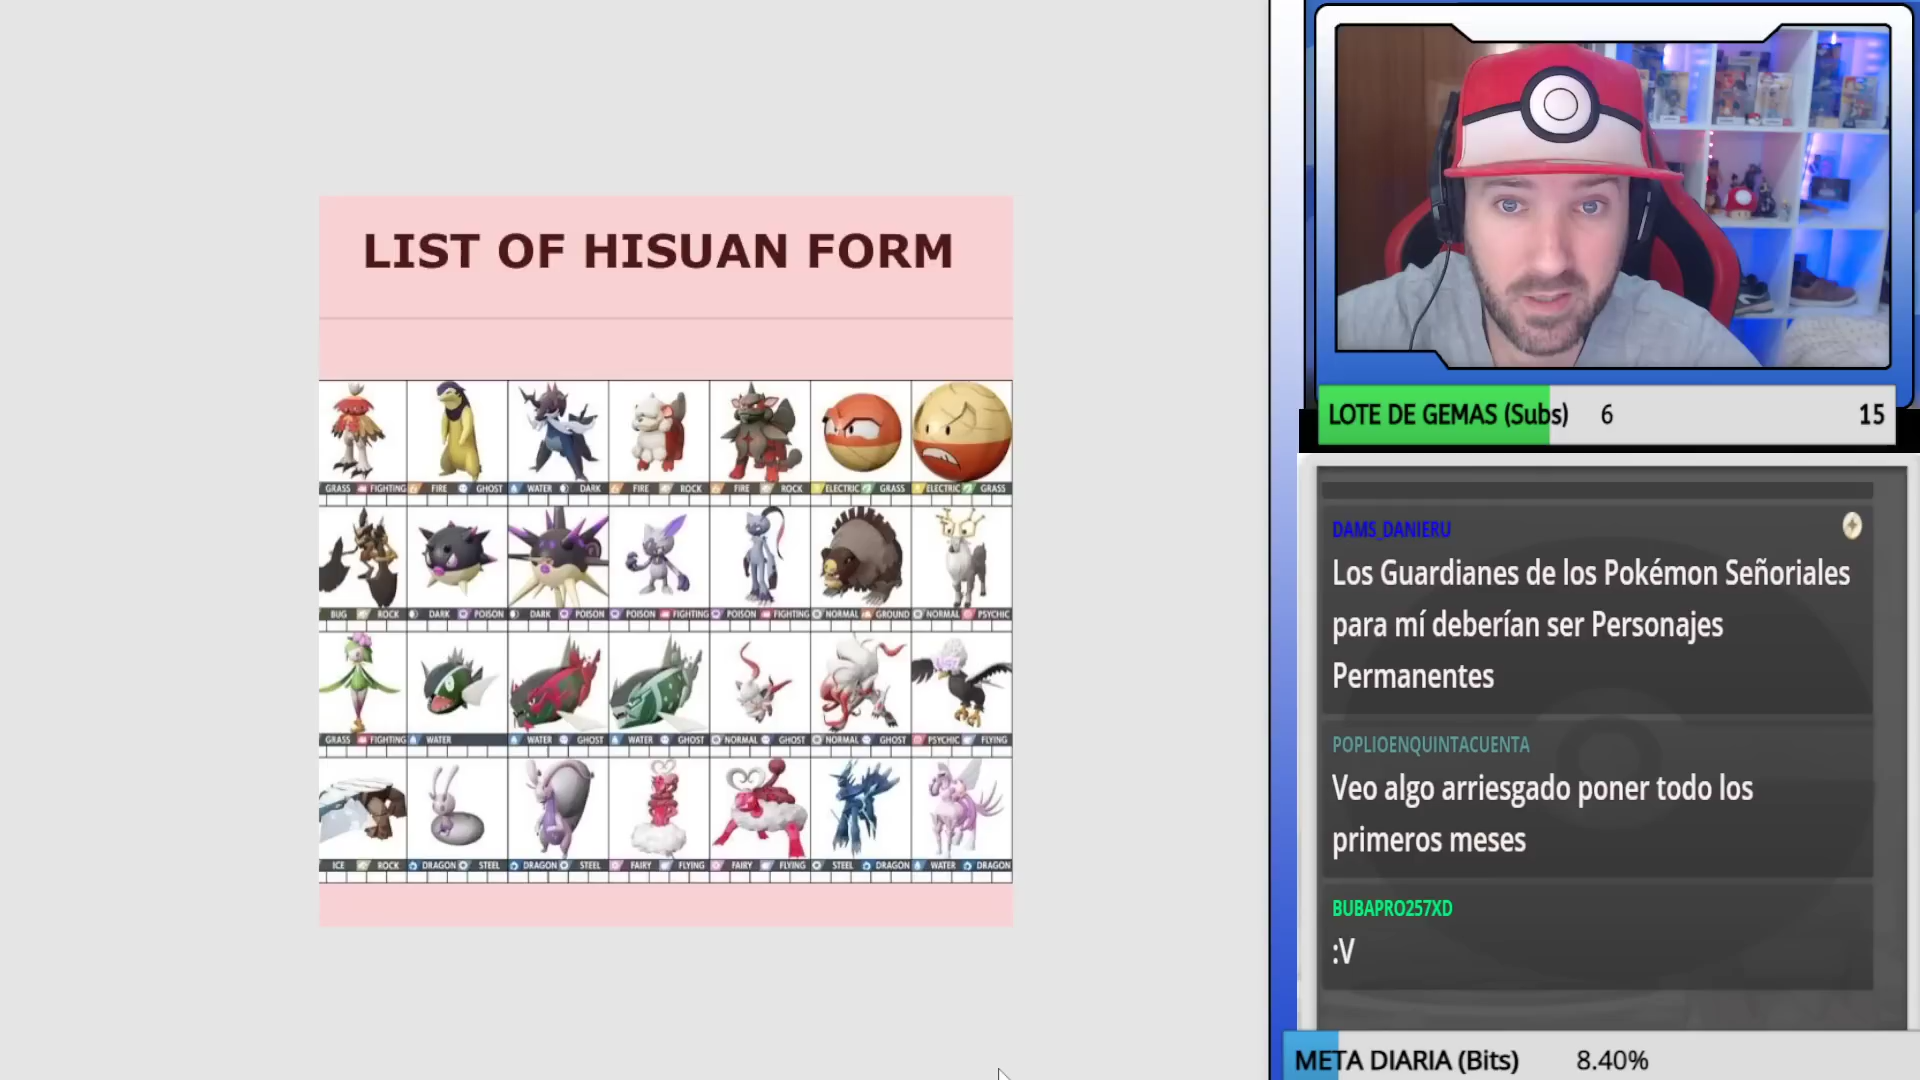 LIST OF HISUAN FORM
GRASS FIGHTING FIRE GHOST WATER DARK FIRE ROCK FIRE ROCK ELECTRIC GRASS ELECTRIC GRASS
BUG ROCK DARK POISON DARK POISON POISON FIGHTING POISON FIGHTING NORMAL GROUND NORMAL PSYCHIC
GRASS FIGHTING WATER WATER GHOST WATER GHOST NORMAL GHOST NORMAL GHOST PSYCHIC FLYING
ICE ROCK DRAGON STEEL DRAGON STEEL FAIRY FLYING FAIRY FLYING STEEL DRAGON WATER DRAGON
LOTE DE GEMAS (Subs) 6 15
DAMS_DANIERU
Los Guardianes de los Pokémon Señoriales
para mí deberían ser Personajes
Permanentes
POPLIOENQUINTACUENTA
Veo algo arriesgado poner todo los
primeros meses
BUBAPRO257XD
:V
META DIARIA (Bits) 8.40%